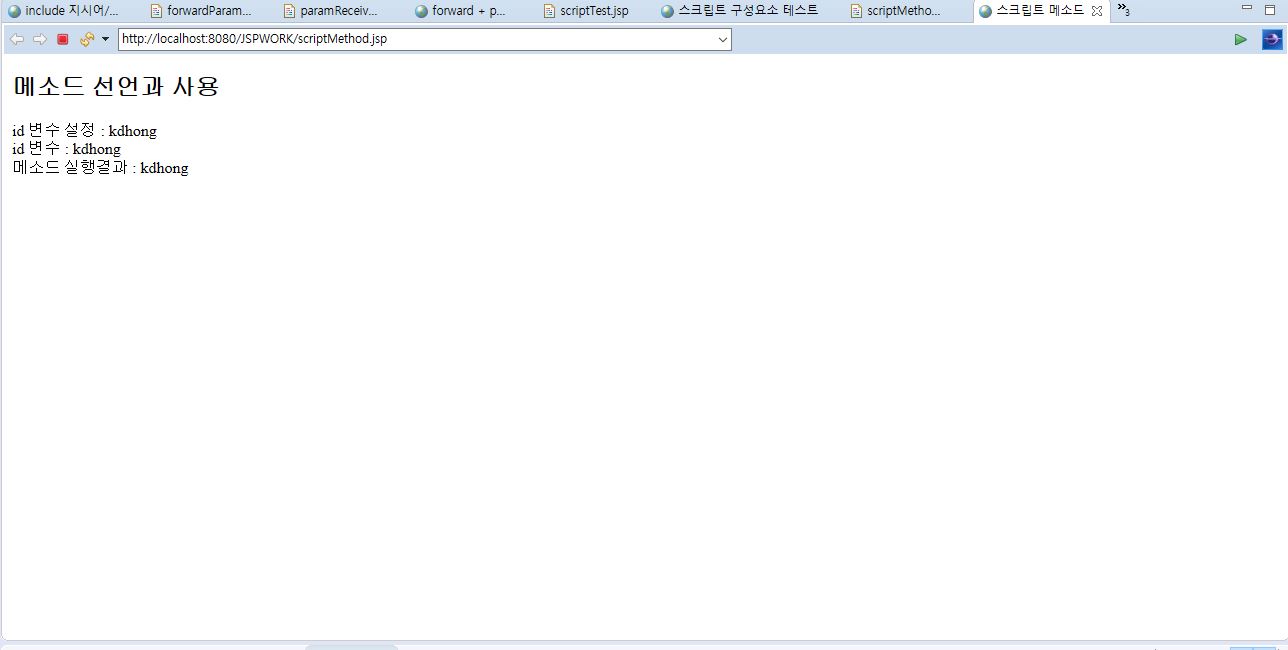 include 지시어/... forwardParam... paramReceiv... forward + p... scriptTest.jsp 스크립트 구성요소 테스트 scriptMetho... 스크립트 메소드 »3
http://localhost:8080/JSPWORK/scriptMethod.jsp
메소드 선언과 사용
id 변수 설정 : kdhong
id 변수 : kdhong
메소드 실행결과 : kdhong